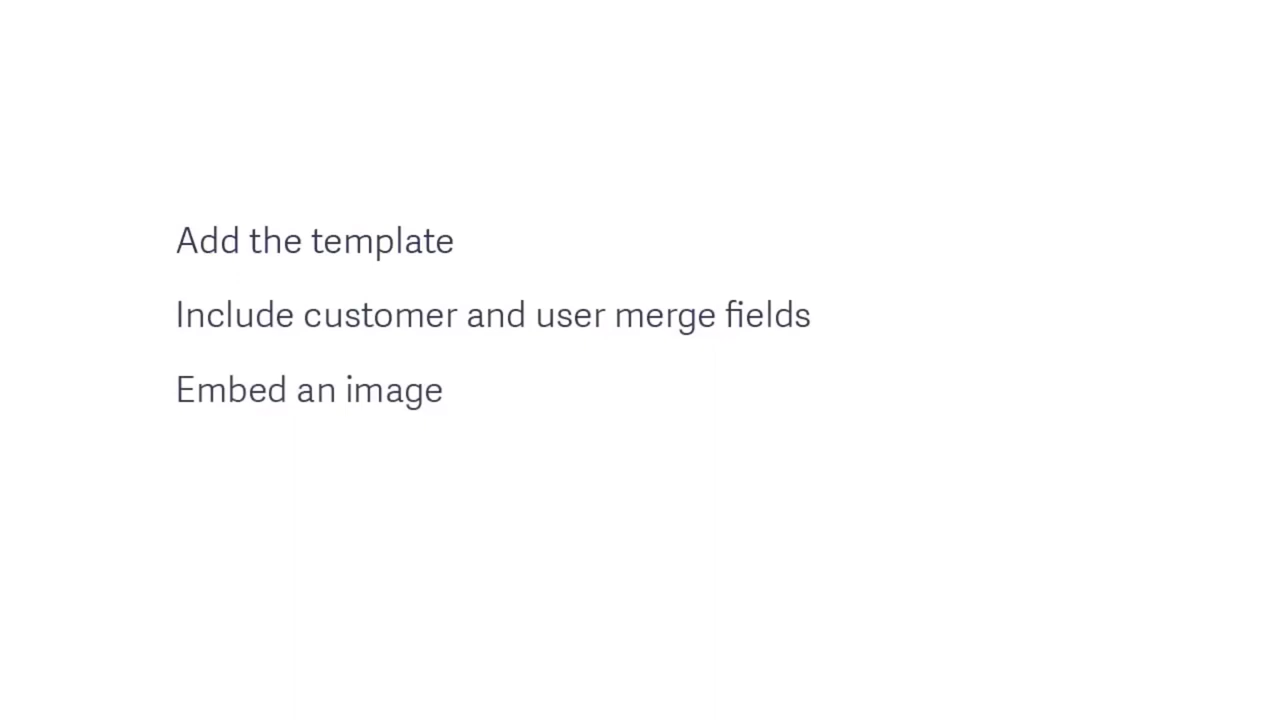 Add the template
Include customer and user merge fields
Embed an image